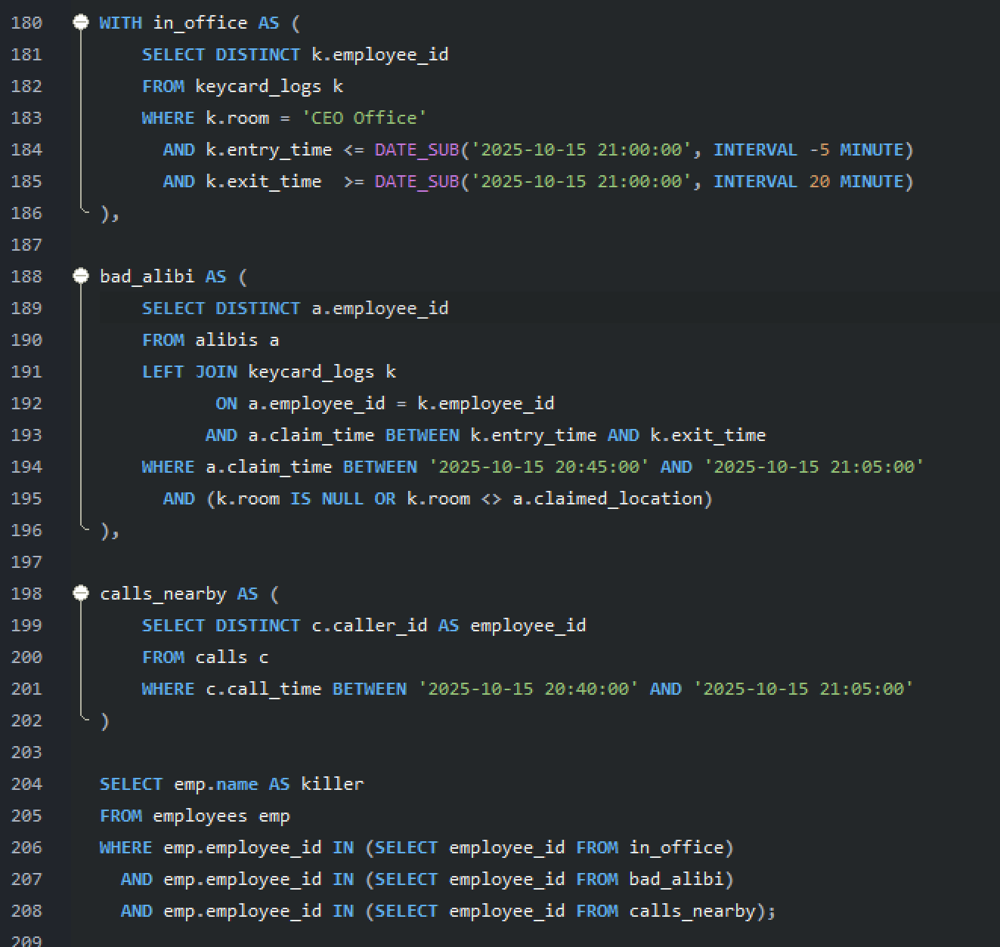 180 WITH in_office AS (
181     SELECT DISTINCT k.employee_id
182     FROM keycard_logs k
183     WHERE k.room = 'CEO Office'
184       AND k.entry_time <= DATE_SUB('2025-10-15 21:00:00', INTERVAL -5 MINUTE)
185       AND k.exit_time  >= DATE_SUB('2025-10-15 21:00:00', INTERVAL 20 MINUTE)
186 ),
187
188 bad_alibi AS (
189     SELECT DISTINCT a.employee_id
190     FROM alibis a
191     LEFT JOIN keycard_logs k
192            ON a.employee_id = k.employee_id
193           AND a.claim_time BETWEEN k.entry_time AND k.exit_time
194     WHERE a.claim_time BETWEEN '2025-10-15 20:45:00' AND '2025-10-15 21:05:00'
195       AND (k.room IS NULL OR k.room <> a.claimed_location)
196 ),
197
198 calls_nearby AS (
199     SELECT DISTINCT c.caller_id AS employee_id
200     FROM calls c
201     WHERE c.call_time BETWEEN '2025-10-15 20:40:00' AND '2025-10-15 21:05:00'
202 )
203
204 SELECT emp.name AS killer
205 FROM employees emp
206 WHERE emp.employee_id IN (SELECT employee_id FROM in_office)
207   AND emp.employee_id IN (SELECT employee_id FROM bad_alibi)
208   AND emp.employee_id IN (SELECT employee_id FROM calls_nearby);
209